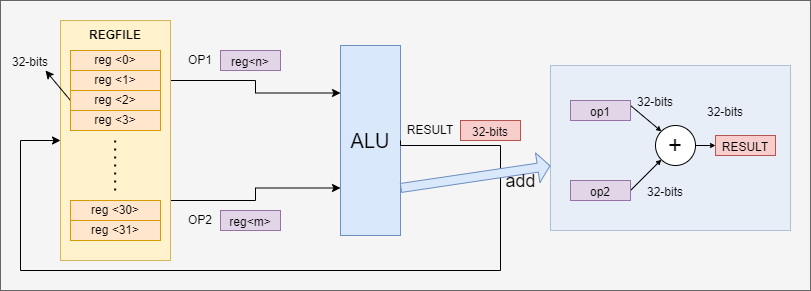 REGFILE
32-bits
reg <0>
reg <1>
reg <2>
reg <3>
reg <30>
reg <31>
OP1
reg<n>
OP2
reg<m>
ALU
RESULT
32-bits
add
op1
32-bits
32-bits
+
RESULT
op2
32-bits